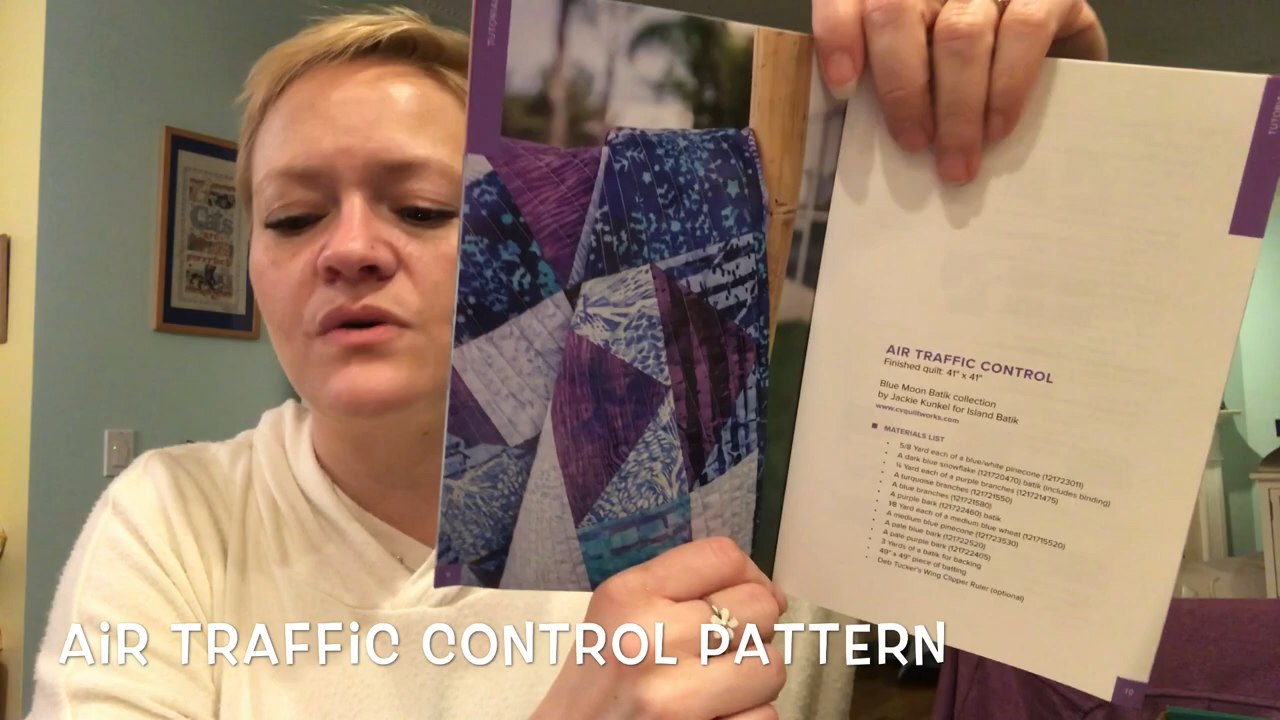 Cats
purrfect
AIR TRAFFIC CONTROL
Finished quilt: 41" x 41"
Blue Moon Batik collection
by Jackie Kunkel for Island Batik
www.cvquiltworks.com
MATERIALS LIST
5/8 Yard each of a blue/white pinecone (121723011)
A dark blue snowflake (121720470) batik (includes binding)
¼ Yard each of a purple branches (121721475)
A turquoise branches (121721550)
A blue branches (121721580)
A purple bark (121722460) batik
1/8 Yard each of a medium blue wheat (121715520)
A medium blue pinecone (121723530)
A pale blue bark (121722520)
A pale purple bark (121722405)
3 Yards of a batik for backing
49" x 49" piece of batting
Deb Tucker's Wing Clipper Ruler (optional)
AiR TRAFFiC CONTROL PATTERN